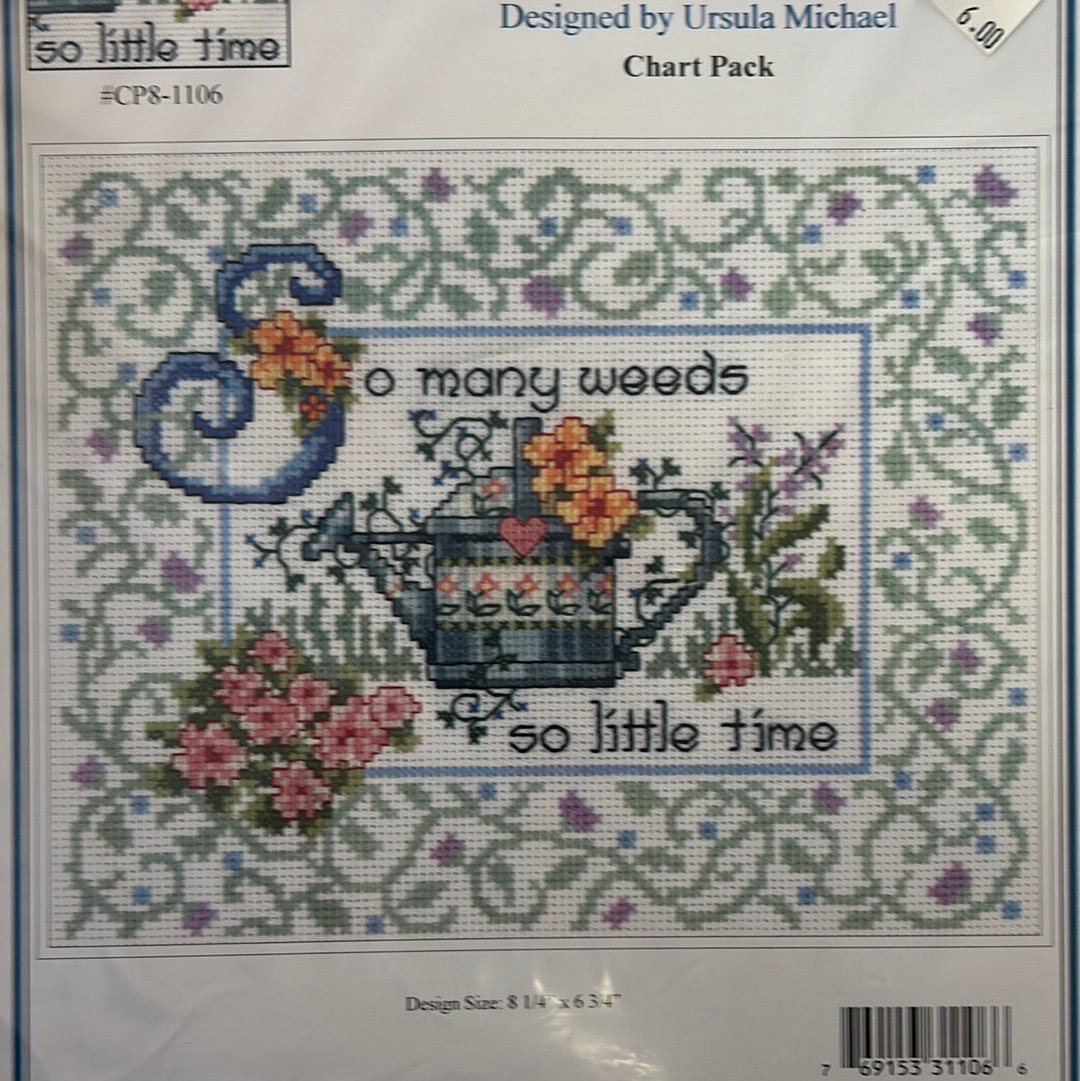 so little time
#CP8-1106
Designed by Ursula Michael
Chart Pack
6.00
So many weeds
so little time
Design Size: 8 1/4" x 6 3/4"
7 69153 31106 6